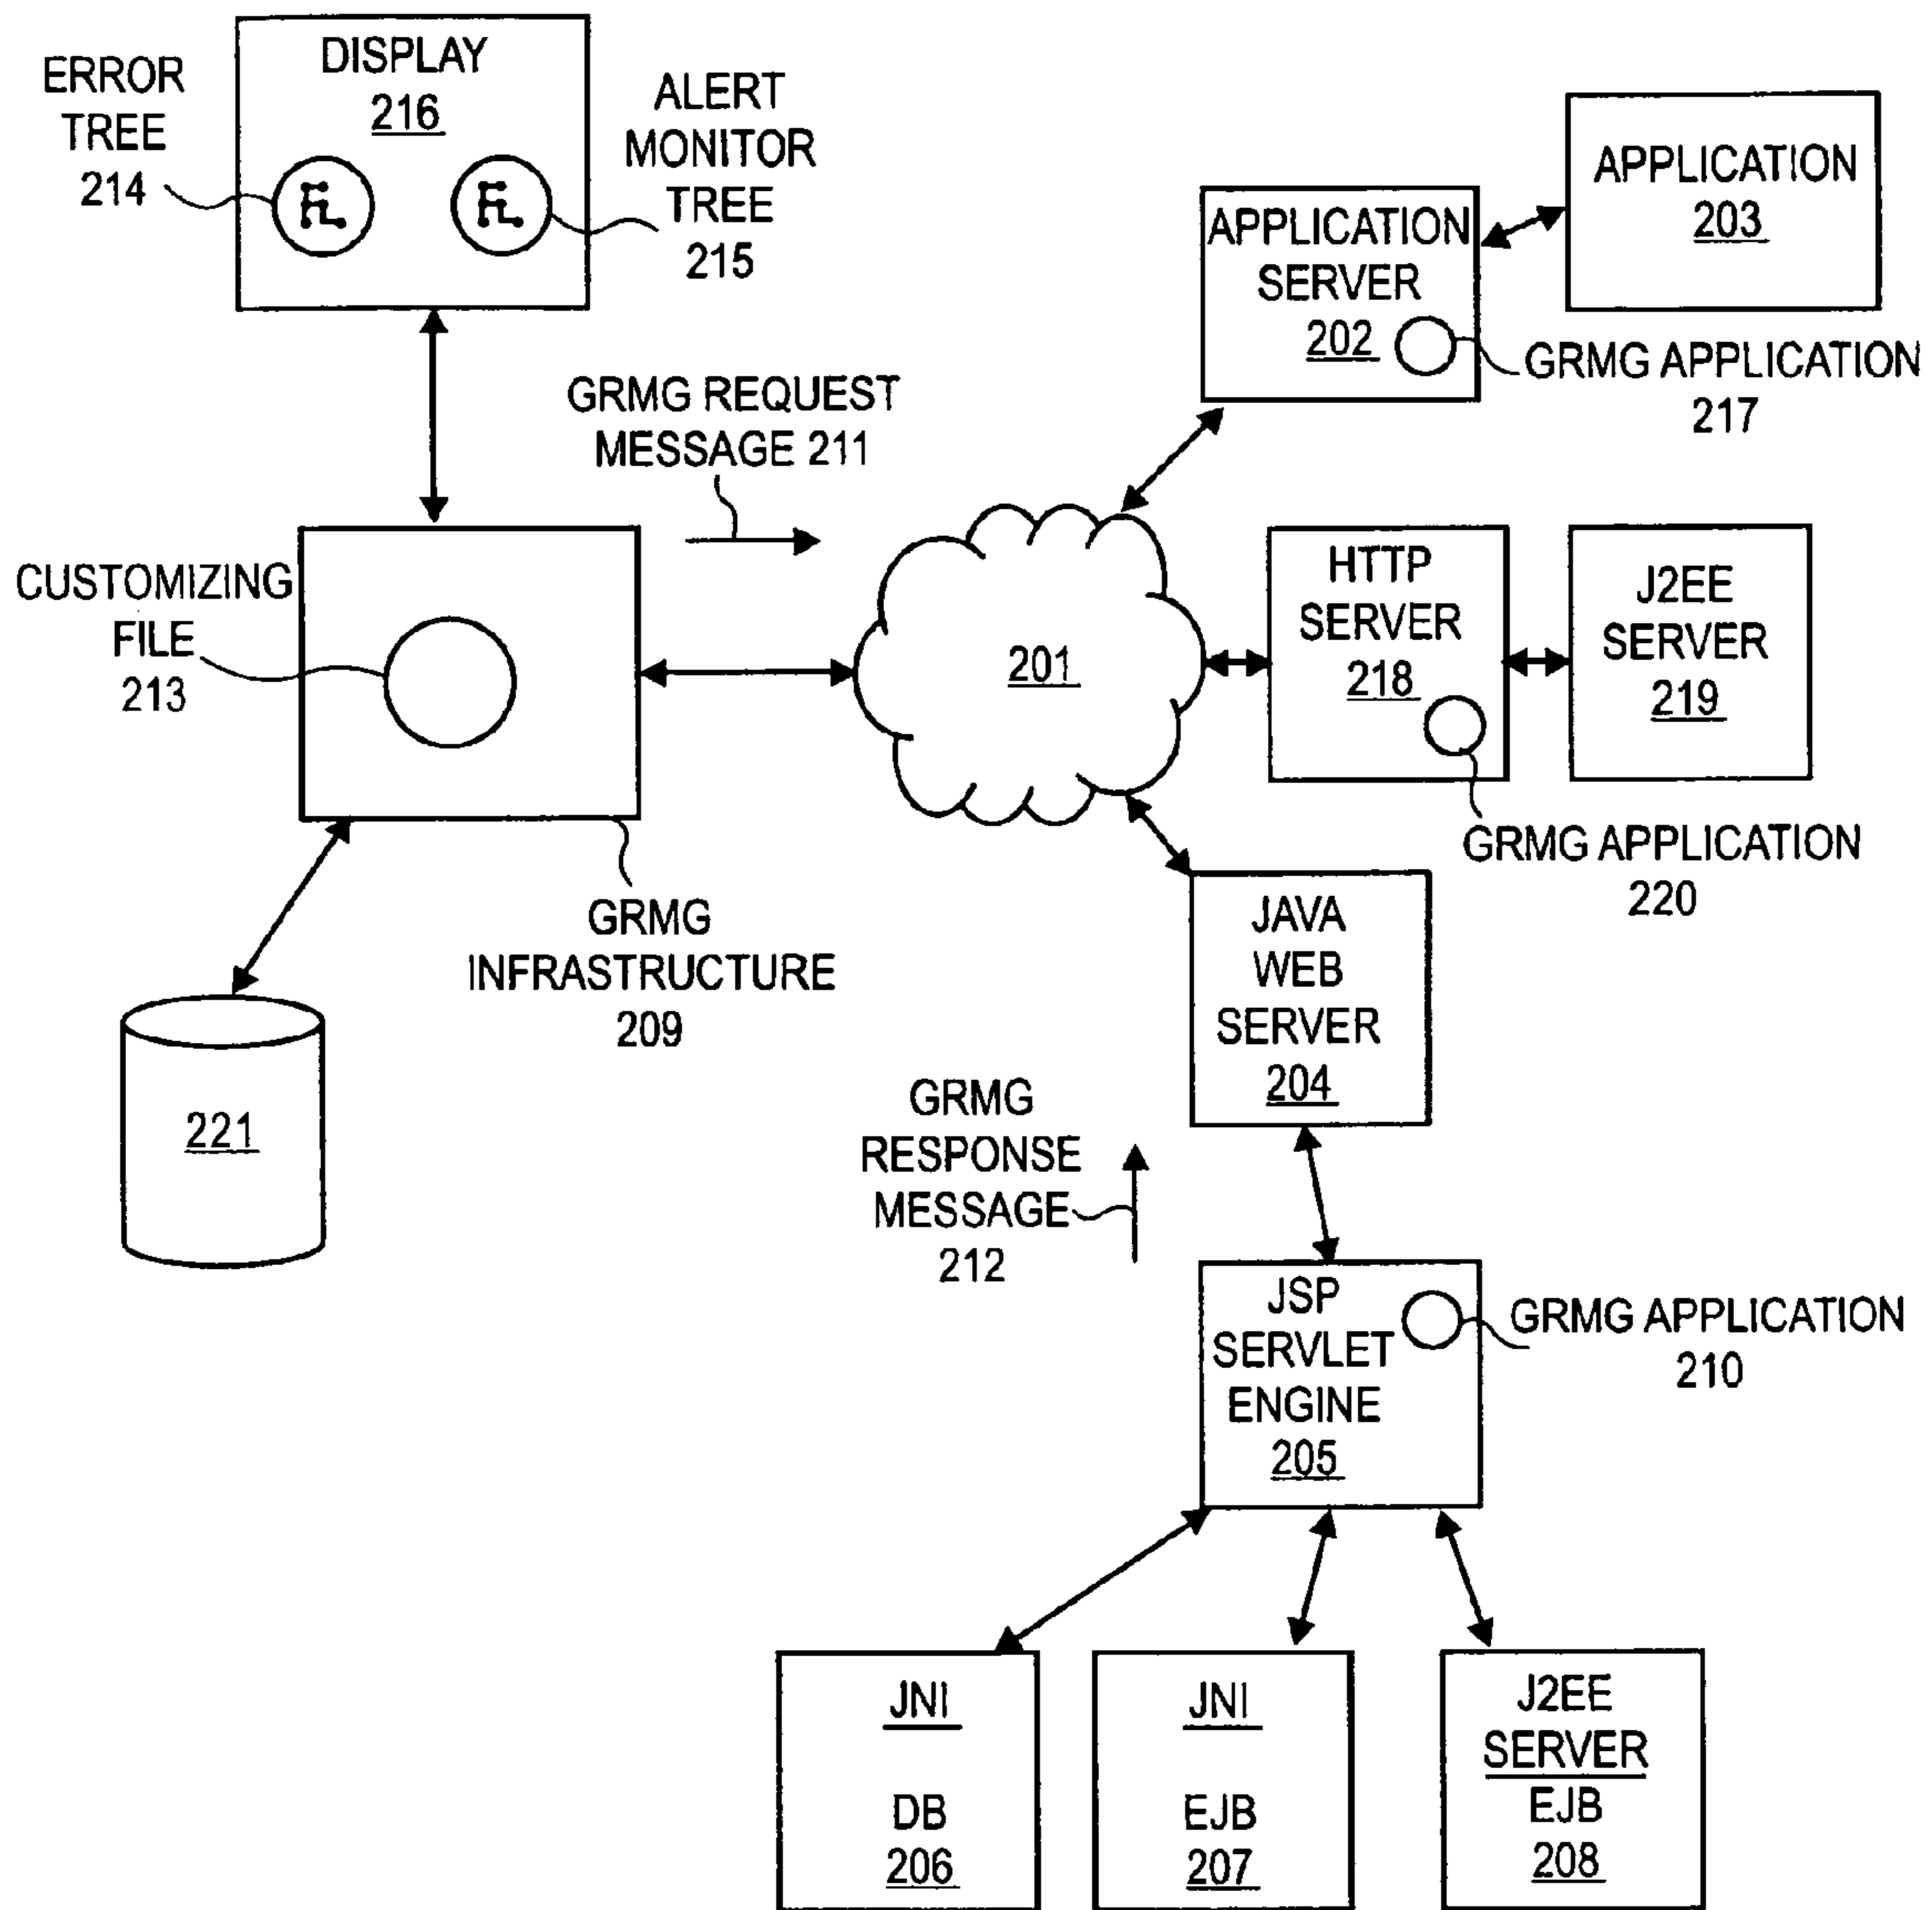 DISPLAY
216
ERROR
TREE
214
ALERT
MONITOR
TREE
215
APPLICATION
203
APPLICATION
SERVER
202
GRMG APPLICATION
217
GRMG REQUEST
MESSAGE 211
CUSTOMIZING
FILE
213
201
HTTP
SERVER
218
J2EE
SERVER
219
GRMG APPLICATION
220
GRMG
INFRASTRUCTURE
209
JAVA
WEB
SERVER
204
221
GRMG
RESPONSE
MESSAGE
212
JSP
SERVLET
ENGINE
205
GRMG APPLICATION
210
JNI
DB
206
JNI
EJB
207
J2EE
SERVER
EJB
208